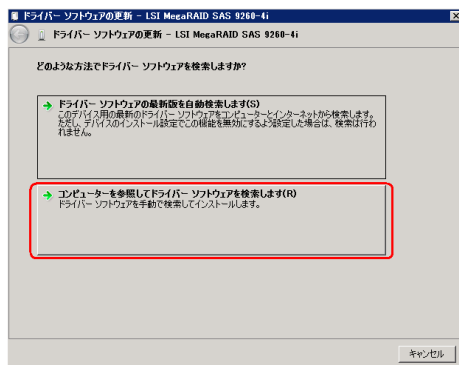 ドライバー ソフトウェアの更新 - LSI MegaRAID SAS 9260-4i
ドライバー ソフトウェアの更新 - LSI MegaRAID SAS 9260-4i
どのような方法でドライバー ソフトウェアを検索しますか?
ドライバー ソフトウェアの最新版を自動検索します(S)
このデバイス用の最新のドライバー ソフトウェアをコンピューターとインターネットから検索します。
ただし、デバイスのインストール設定でこの機能を無効にするよう設定した場合は、検索は行わ
れません。
コンピューターを参照してドライバー ソフトウェアを検索します(R)
ドライバー ソフトウェアを手動で検索してインストールします。
キャンセル